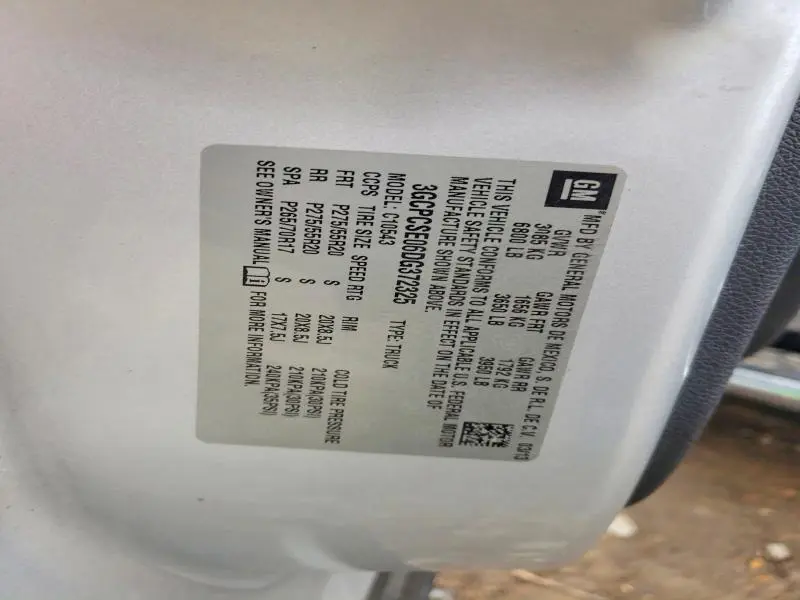 GM
MFD BY GENERAL MOTORS DE MEXICO, S. DE R.L. DE C.V. 03/13
GVWR GAWR FRT GAWR RR
3085 KG 1656 KG 1792 KG
6800 LB 3650 LB 3950 LB
THIS VEHICLE CONFORMS TO ALL APPLICABLE U.S. FEDERAL MOTOR
VEHICLE SAFETY STANDARDS IN EFFECT ON THE DATE OF
MANUFACTURE SHOWN ABOVE.
3GCPCSE06DG372325 TYPE: TRUCK
MODEL: C10543
CCPS TIRE SIZE SPEED RTG RIM COLD TIRE PRESSURE
FRT P275/55R20 S 20X8.5J 210KPA(30PSI)
RR P275/55R20 S 20X8.5J 210KPA(30PSI)
SPA P265/70R17 S 17X7.5J 240KPA(35PSI)
SEE OWNER'S MANUAL FOR MORE INFORMATION.